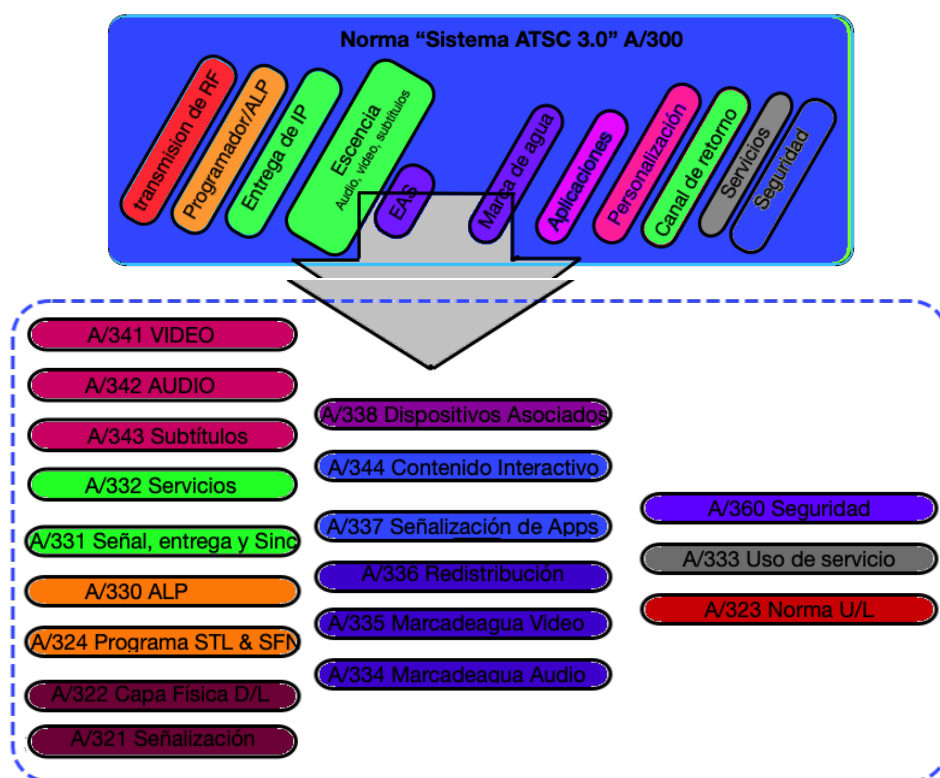 Norma “Sistema ATSC 3.0” A/300
transmision de RF
Programador/ALP
Entrega de IP
Escencia
Audio, video, subtítulos
EAS
Marca de agua
Aplicaciones
Personalización
Canal de retorno
Servicios
Seguridad
A/341 VIDEO
A/342 AUDIO
A/343 Subtítulos
A/332 Servicios
A/331 Señal, entrega y Sinc
A/330 ALP
A/324 Programa STL & SFN
A/322 Capa Física D/L
A/321 Señalización
A/338 Dispositivos Asociados
A/344 Contenido Interactivo
A/337 Señalización de Apps
A/336 Redistribución
A/335 Marcadeagua Video
A/334 Marcadeagua Audio
A/360 Seguridad
A/333 Uso de servicio
A/323 Norma U/L